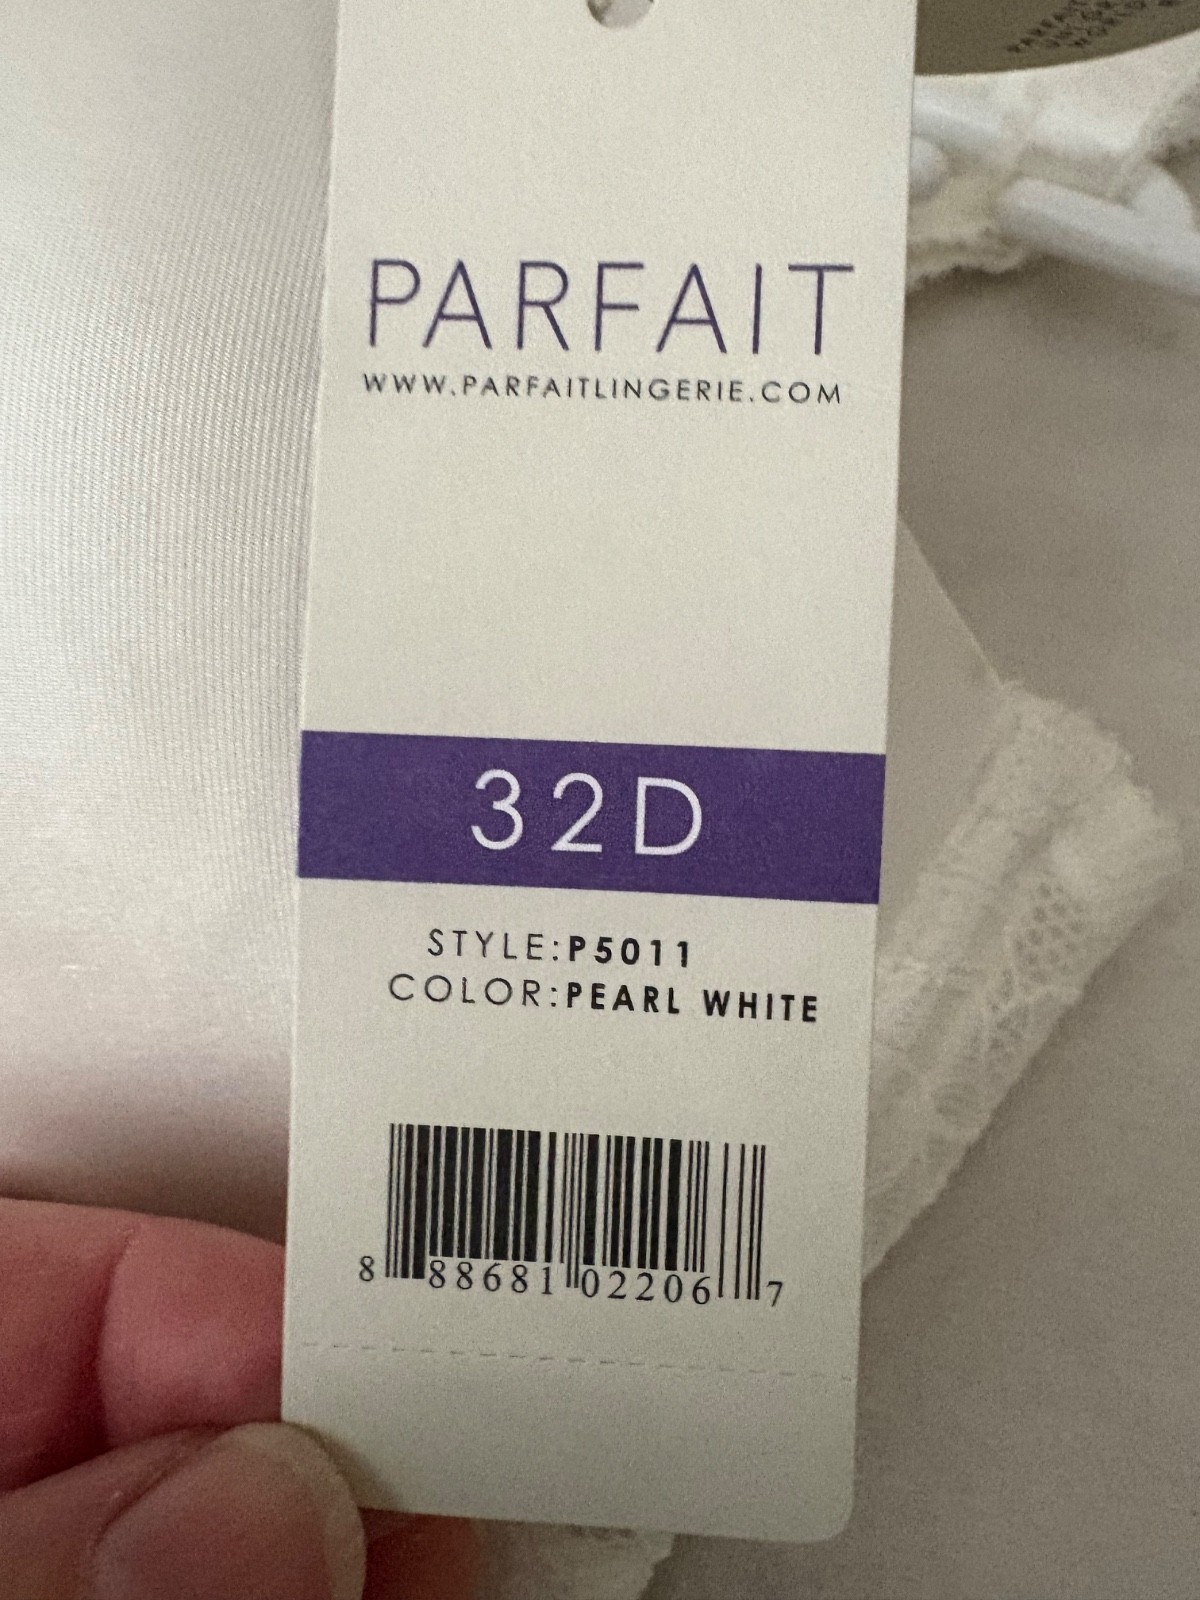 PARFAIT
WWW.PARFAITLINGERIE.COM
32D
STYLE:P5011
COLOR:PEARL WHITE
8 88681 02206 7